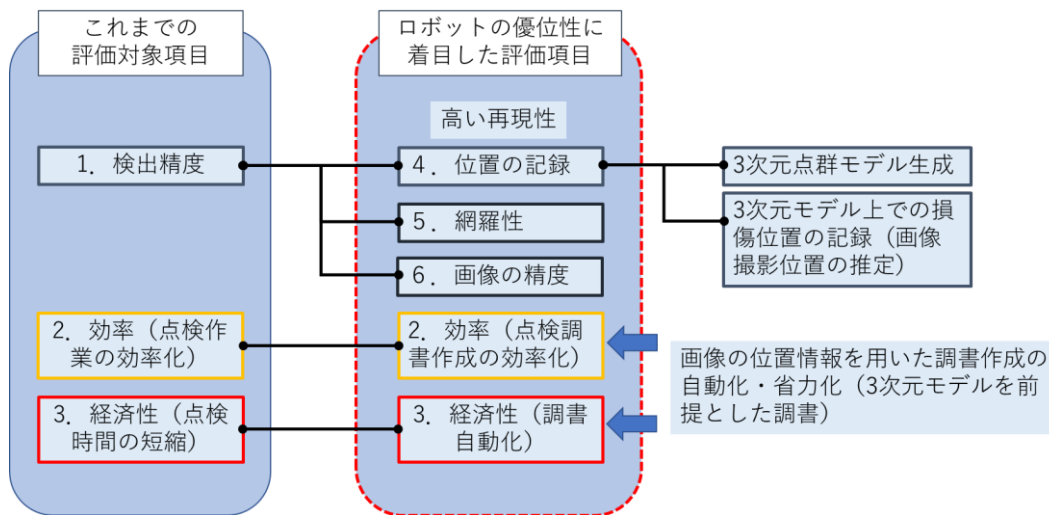 これまでの
評価対象項目
ロボットの優位性に
着目した評価項目
高い再現性
1．検出精度
4．位置の記録
3次元点群モデル生成
5．網羅性
3次元モデル上での損
傷位置の記録（画像
撮影位置の推定）
6．画像の精度
2．効率（点検作
業の効率化）
2．効率（点検調
書作成の効率化）
画像の位置情報を用いた調書作成の
自動化・省力化（3次元モデルを前
提とした調書）
3．経済性（点検
時間の短縮）
3．経済性（調書
自動化）